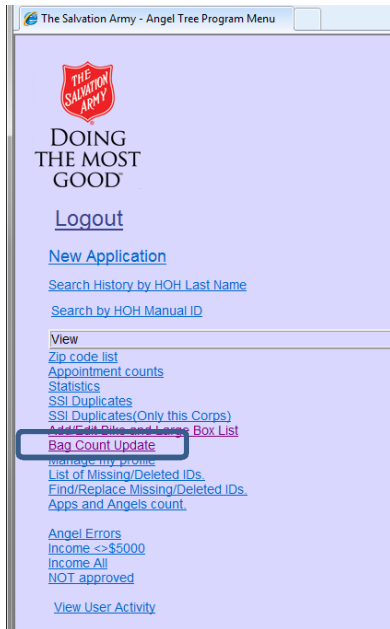 The Salvation Army - Angel Tree Program Menu
THE
SALVATION
ARMY
DOING
THE MOST
GOOD
Logout
New Application
Search History by HOH Last Name
Search by HOH Manual ID
View
Zip code list
Appointment counts
Statistics
SSI Duplicates
SSI Duplicates(Only this Corps)
Add/Edit Bike and Large Box List
Bag Count Update
Manage my profile
List of Missing/Deleted IDs.
Find/Replace Missing/Deleted IDs.
Apps and Angels count.
Angel Errors
Income <>$5000
Income All
NOT approved
View User Activity